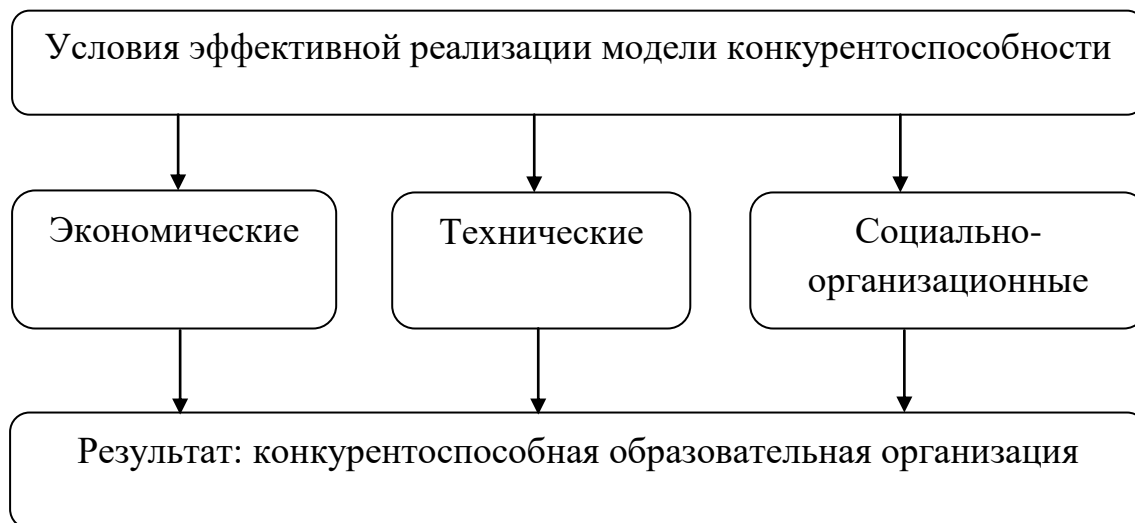 Условия эффективной реализации модели конкурентоспособности
Экономические
Технические
Социально-
организационные
Результат: конкурентоспособная образовательная организация